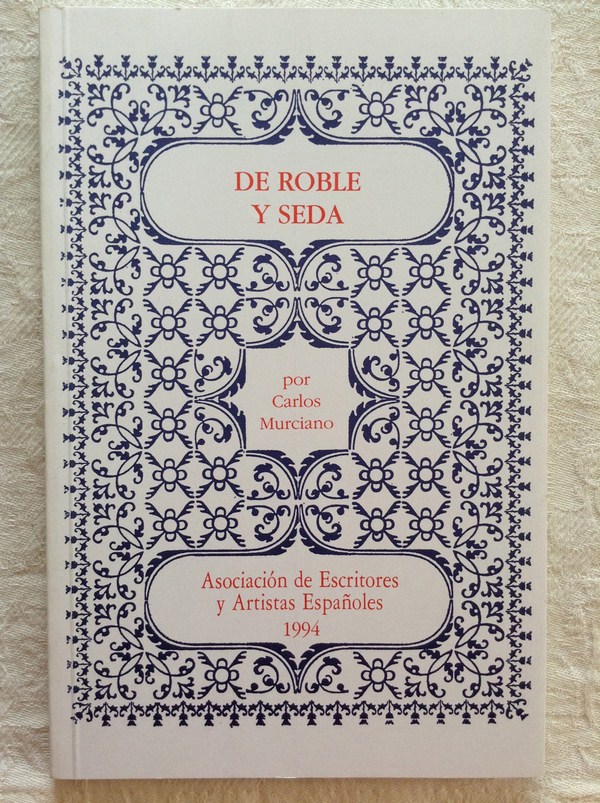 DE ROBLE
Y SEDA
por
Carlos
Murciano
Asociación de Escritores
y Artistas Españoles
1994